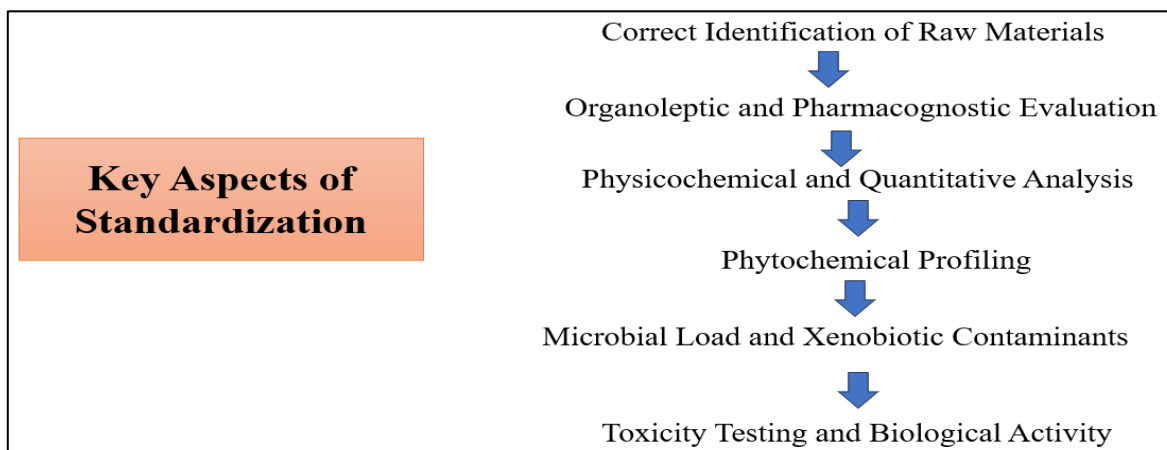 Key Aspects of
Standardization
Correct Identification of Raw Materials
Organoleptic and Pharmacognostic Evaluation
Physicochemical and Quantitative Analysis
Phytochemical Profiling
Microbial Load and Xenobiotic Contaminants
Toxicity Testing and Biological Activity